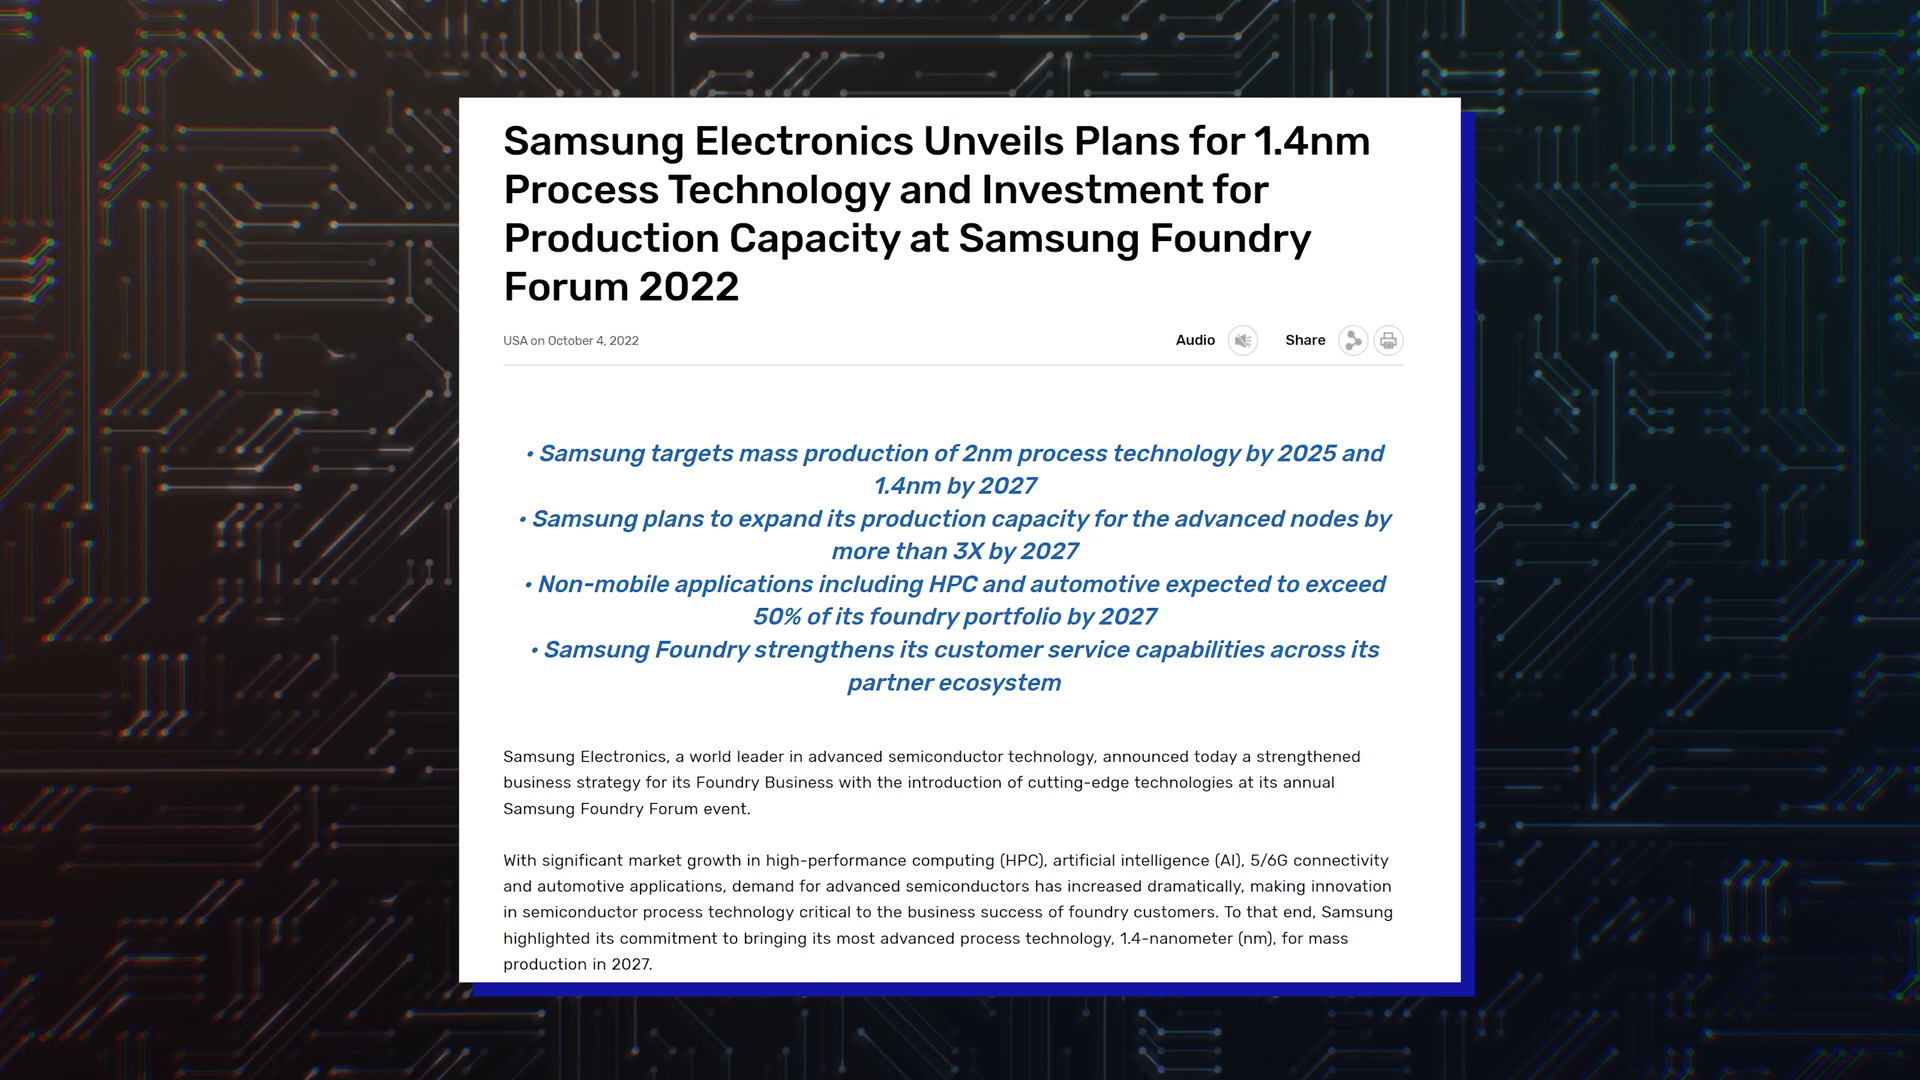 Samsung Electronics Unveils Plans for 1.4nm
Process Technology and Investment for
Production Capacity at Samsung Foundry
Forum 2022
USA on October 4, 2022
Audio
Share
• Samsung targets mass production of 2nm process technology by 2025 and
1.4nm by 2027
• Samsung plans to expand its production capacity for the advanced nodes by
more than 3X by 2027
• Non-mobile applications including HPC and automotive expected to exceed
50% of its foundry portfolio by 2027
• Samsung Foundry strengthens its customer service capabilities across its
partner ecosystem
Samsung Electronics, a world leader in advanced semiconductor technology, announced today a strengthened
business strategy for its Foundry Business with the introduction of cutting-edge technologies at its annual
Samsung Foundry Forum event.
With significant market growth in high-performance computing (HPC), artificial intelligence (AI), 5/6G connectivity
and automotive applications, demand for advanced semiconductors has increased dramatically, making innovation
in semiconductor process technology critical to the business success of foundry customers. To that end, Samsung
highlighted its commitment to bringing its most advanced process technology, 1.4-nanometer (nm), for mass
production in 2027.